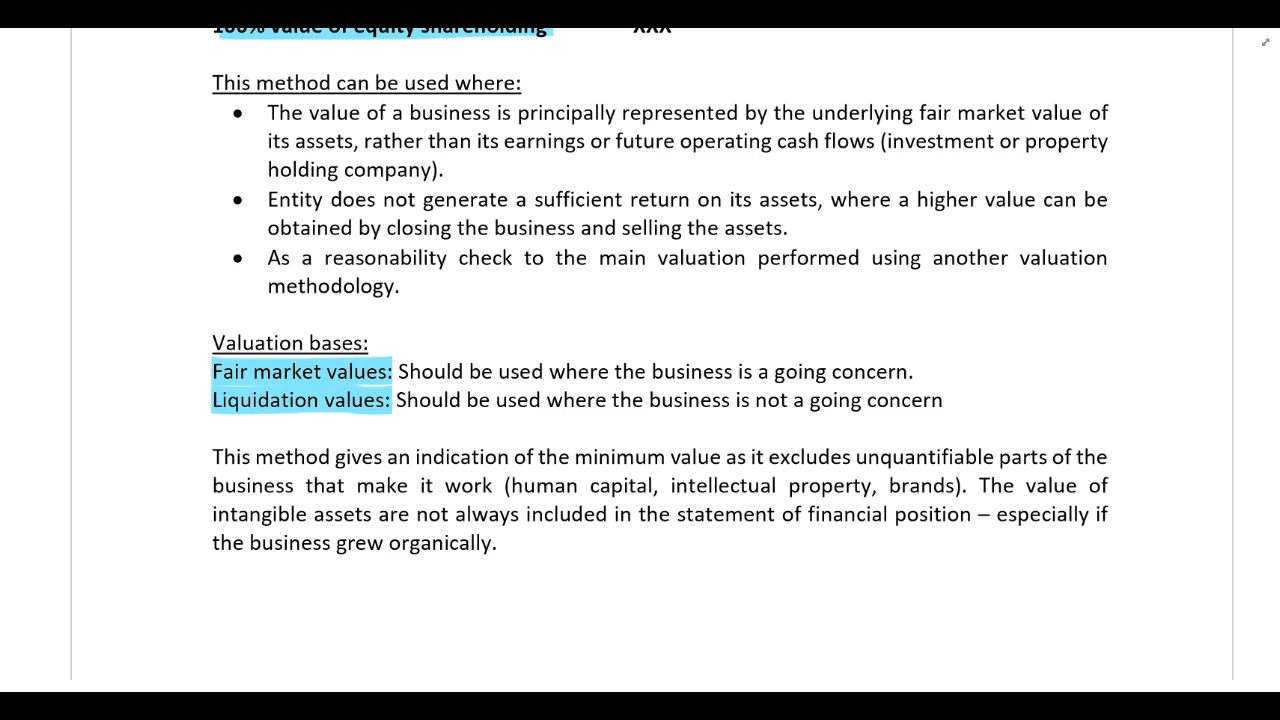 100% value of equity shareholding XXX
This method can be used where:
• The value of a business is principally represented by the underlying fair market value of
its assets, rather than its earnings or future operating cash flows (investment or property
holding company).
• Entity does not generate a sufficient return on its assets, where a higher value can be
obtained by closing the business and selling the assets.
• As a reasonability check to the main valuation performed using another valuation
methodology.
Valuation bases:
Fair market values: Should be used where the business is a going concern.
Liquidation values: Should be used where the business is not a going concern
This method gives an indication of the minimum value as it excludes unquantifiable parts of the
business that make it work (human capital, intellectual property, brands). The value of
intangible assets are not always included in the statement of financial position – especially if
the business grew organically.